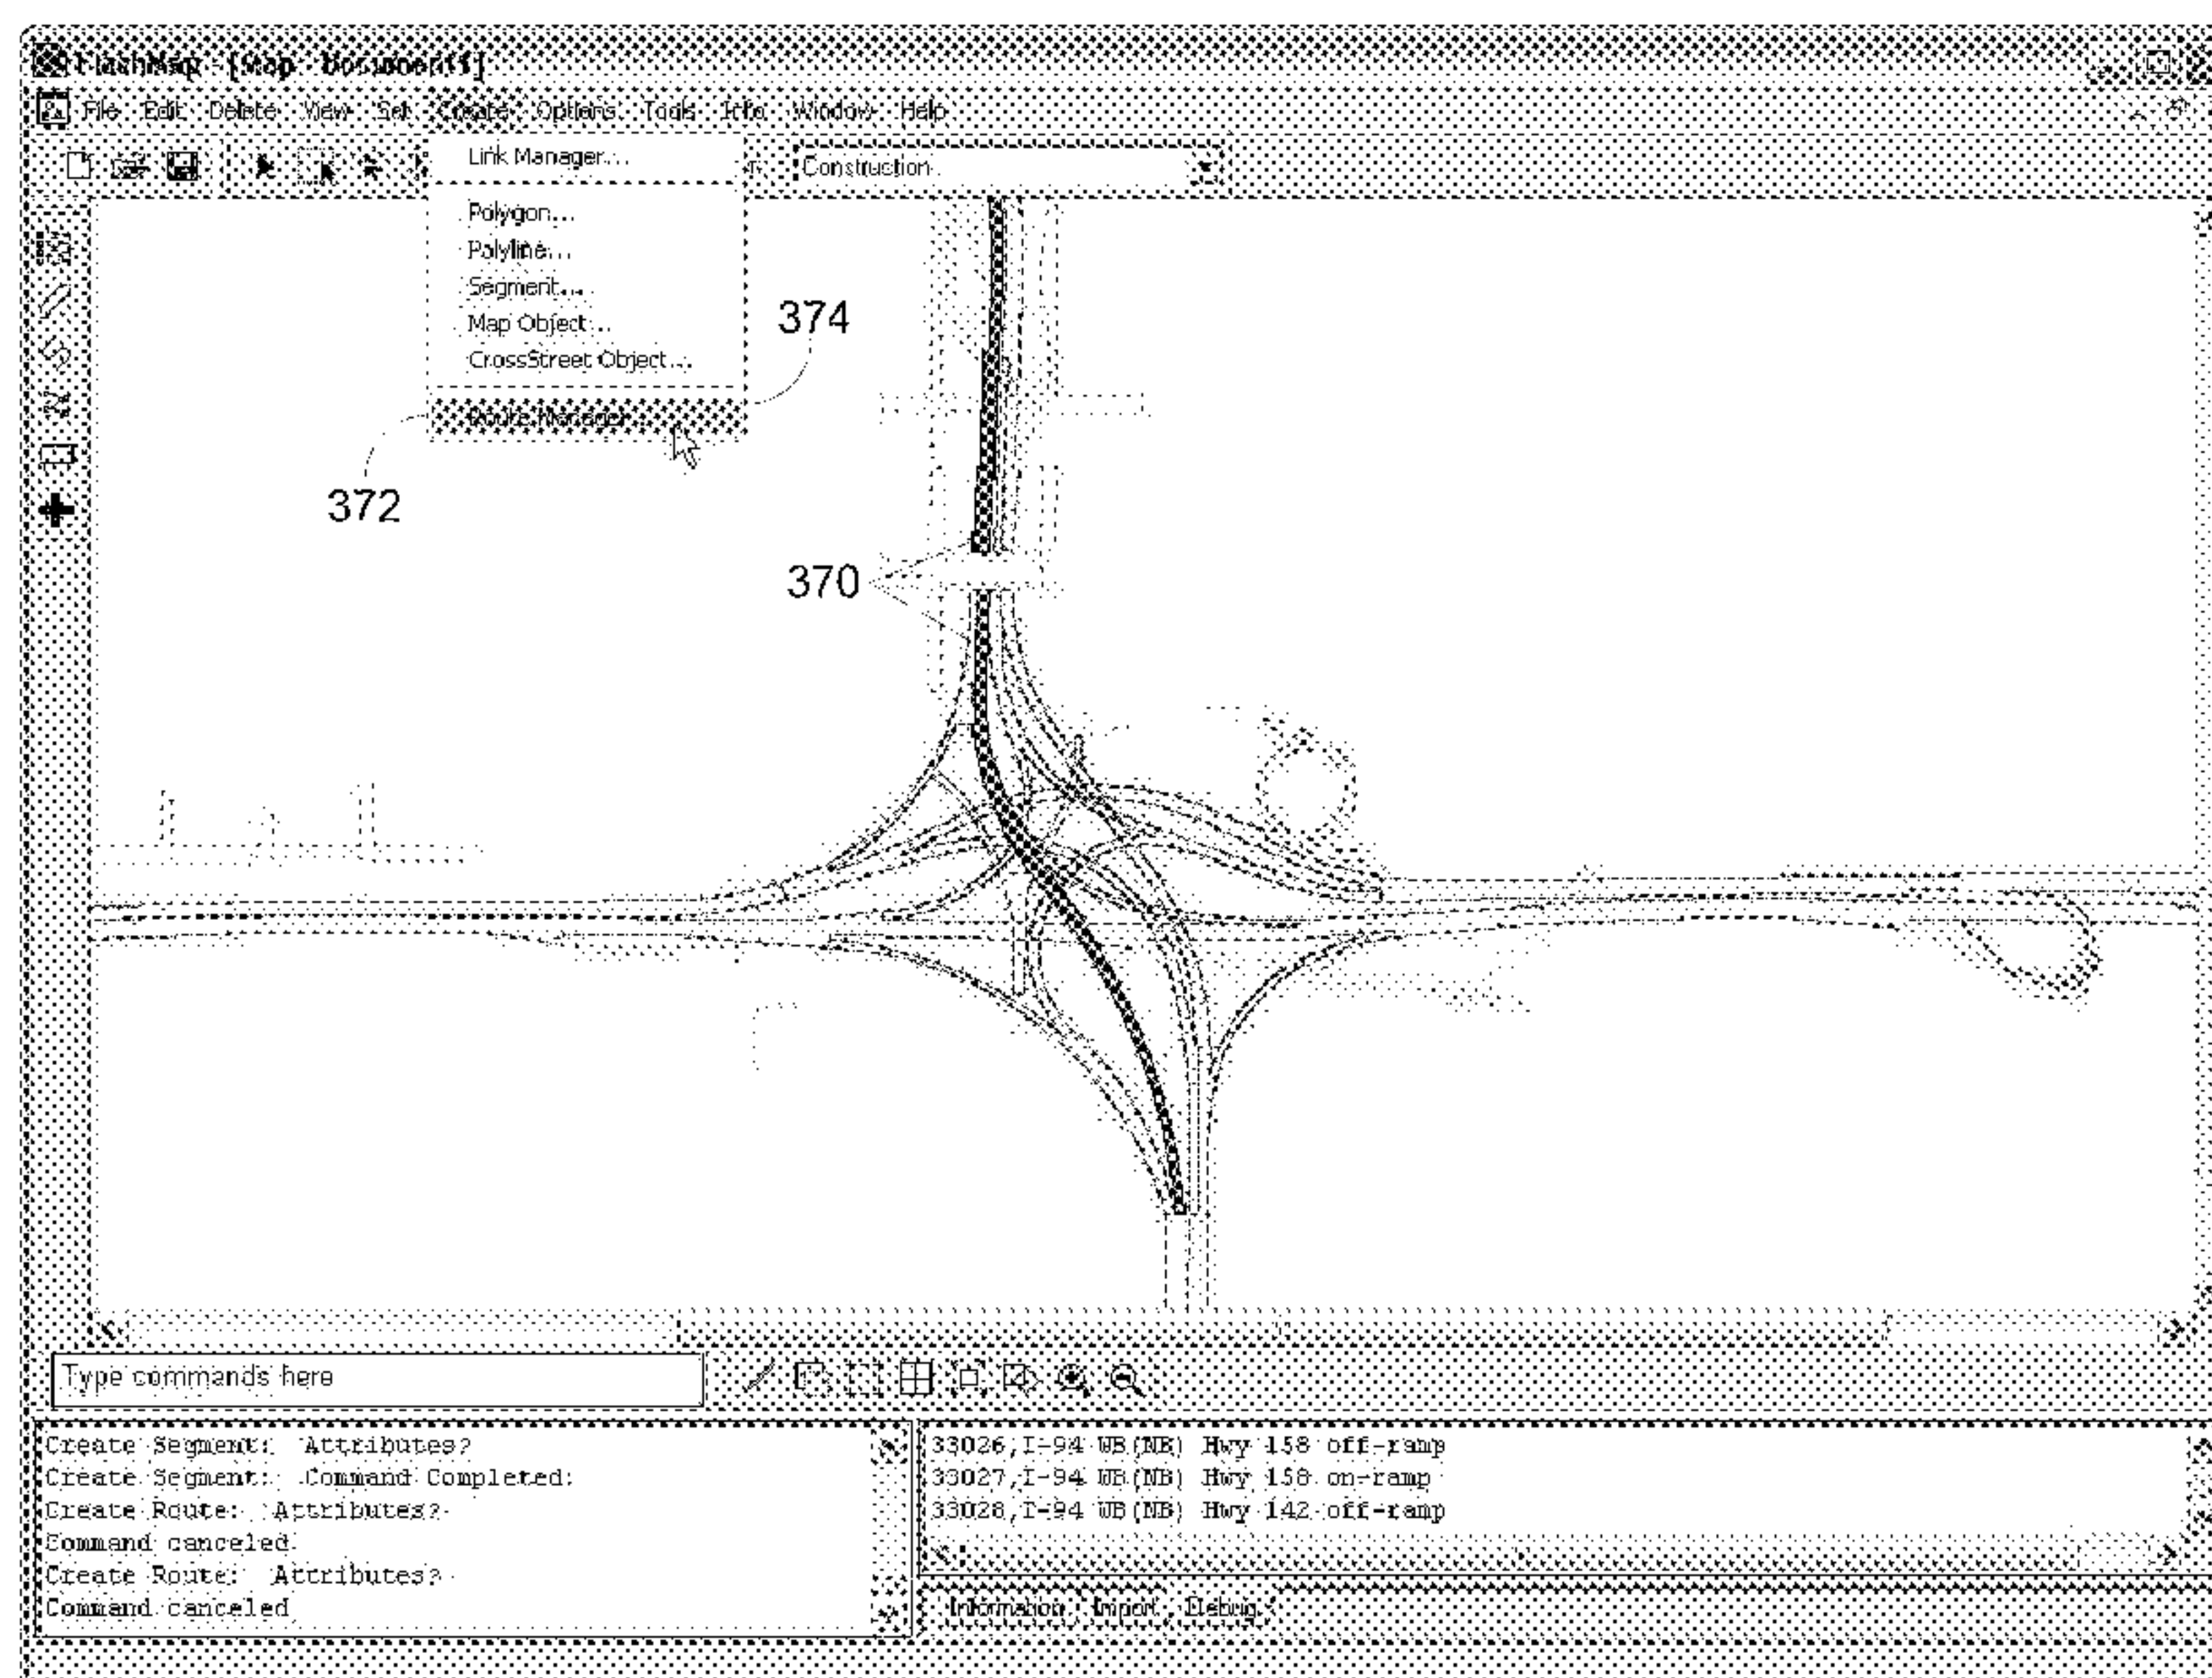 FlashMap - [Map - Document1]
File Edit Delete View Set Create Options Tools Info Window Help
Link Manager...
Construction
Polygon...
Polyline...
Segment...
Map Object...
CrossStreet Object...
Route Manager...
374
372
370
Type commands here
Create Segment: Attributes?
Create Segment: Command Completed:
Create Route: Attributes?
Command canceled
Create Route: Attributes?
Command canceled
33026,I-94 WB(NB) Hwy 158 off-ramp
33027,I-94 WB(NB) Hwy 158 on-ramp
33028,I-94 WB(NB) Hwy 142 off-ramp
Information Import Debug